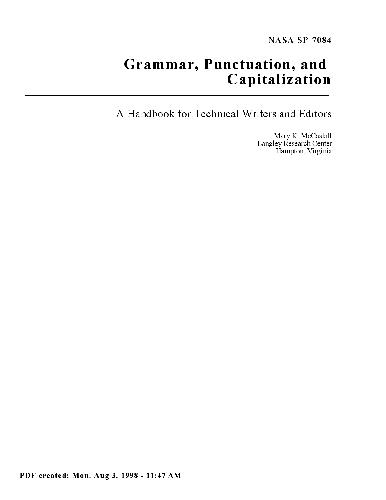 NASA SP-7084
Grammar, Punctuation, and
Capitalization
A Handbook for Technical Writers and Editors
Mary K. McCaskill
Langley Research Center
Hampton, Virginia
PDF created: Mon, Aug 3, 1998 - 11:47 AM